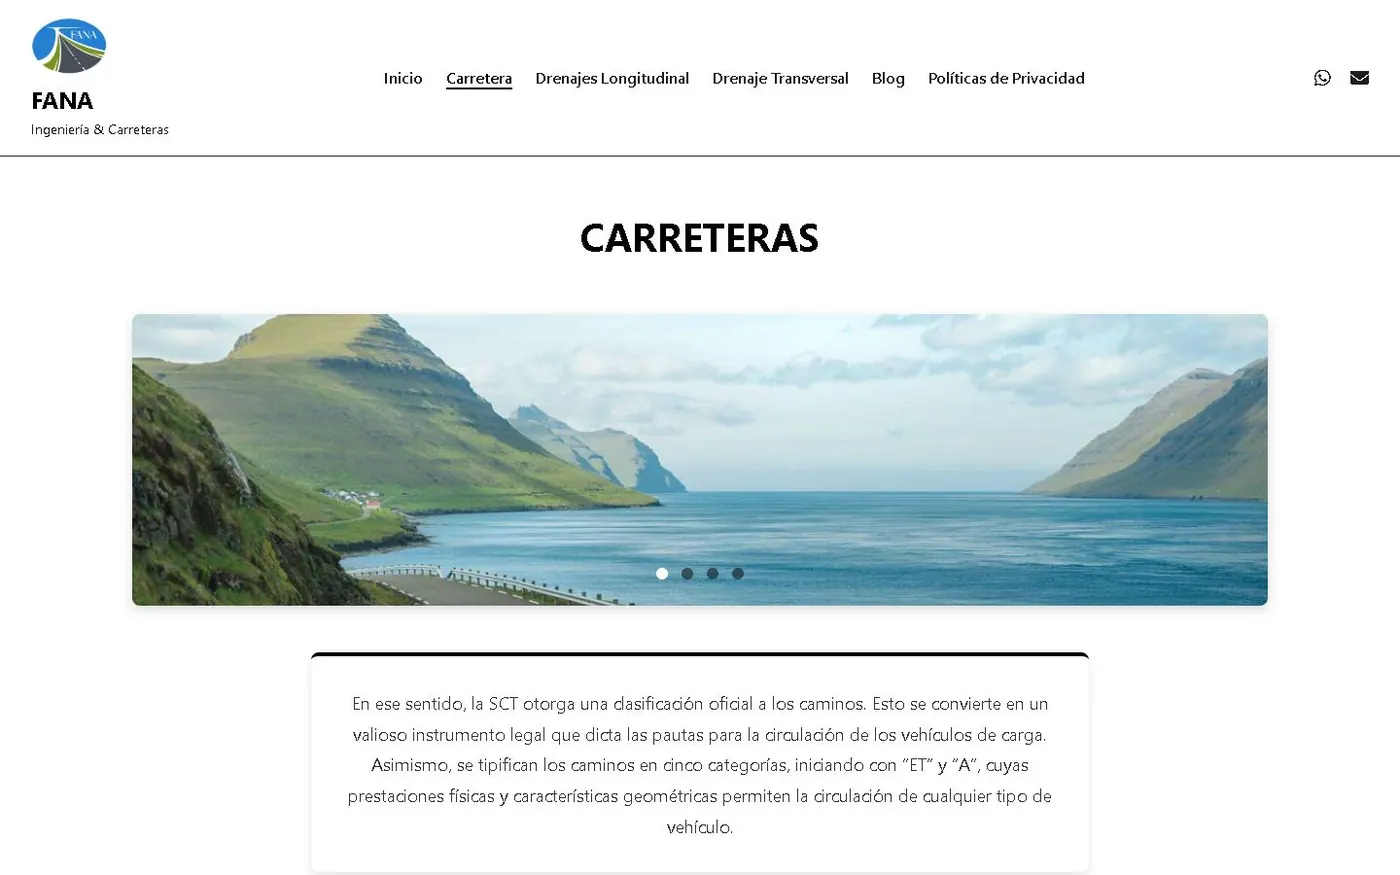 FANA
FANA
Ingeniería & Carreteras
Inicio Carretera Drenajes Longitudinal Drenaje Transversal Blog Políticas de Privacidad
CARRETERAS
En ese sentido, la SCT otorga una clasificación oficial a los caminos. Esto se convierte en un
valioso instrumento legal que dicta las pautas para la circulación de los vehículos de carga.
Asimismo, se tipifican los caminos en cinco categorías, iniciando con “ET” y “A”, cuyas
prestaciones físicas y características geométricas permiten la circulación de cualquier tipo de
vehículo.